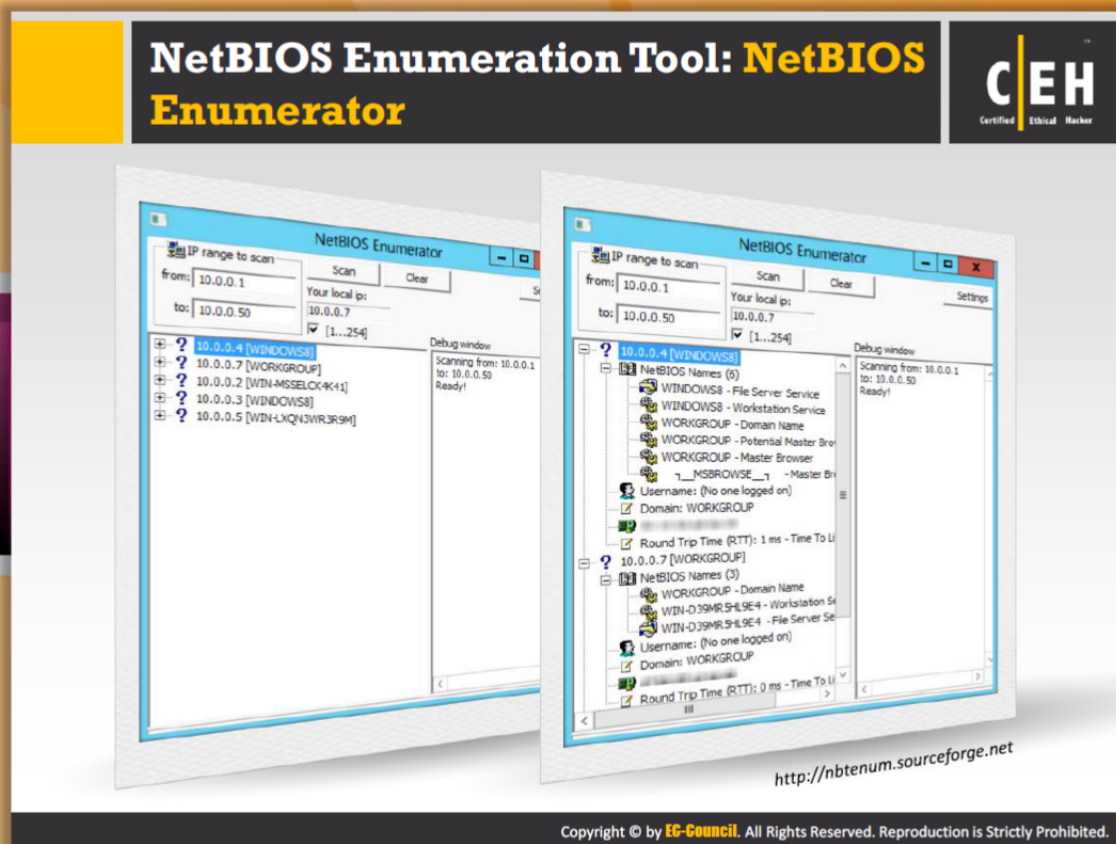 NetBIOS Enumeration Tool: NetBIOS
Enumerator
CEH
Certified Ethical Hacker
NetBIOS Enumerator
IP range to scan
from: 10.0.0.1
to: 10.0.0.50
Scan
Clear
Your local ip:
10.0.0.7
[1...254]
Debug window
Scanning from: 10.0.0.1
to: 10.0.0.50
Ready!
10.0.0.4 [WINDOWS8]
10.0.0.7 [WORKGROUP]
10.0.0.2 [WIN-MSSELCK4K41]
10.0.0.3 [WINDOWS8]
10.0.0.5 [WIN-LXQN3WR3R9M]
NetBIOS Enumerator
IP range to scan
from: 10.0.0.1
to: 10.0.0.50
Scan
Clear
Settings
Your local ip:
10.0.0.7
[1...254]
Debug window
Scanning from: 10.0.0.1
to: 10.0.0.50
Ready!
10.0.0.4 [WINDOWS8]
NetBIOS Names (6)
WINDOWS8 - File Server Service
WINDOWS8 - Workstation Service
WORKGROUP - Domain Name
WORKGROUP - Potential Master Brow
WORKGROUP - Master Browser
__MSBROWSE__ - Master Br
Username: (No one logged on)
Domain: WORKGROUP
Round Trip Time (RTT): 1 ms - Time To Li
10.0.0.7 [WORKGROUP]
NetBIOS Names (3)
WORKGROUP - Domain Name
WIN-D39MR5HL9E4 - Workstation Se
WIN-D39MR5HL9E4 - File Server Se
Username: (No one logged on)
Domain: WORKGROUP
Round Trip Time (RTT): 0 ms - Time To Li
http://nbtenum.sourceforge.net
Copyright © by EC-Council. All Rights Reserved. Reproduction is Strictly Prohibited.